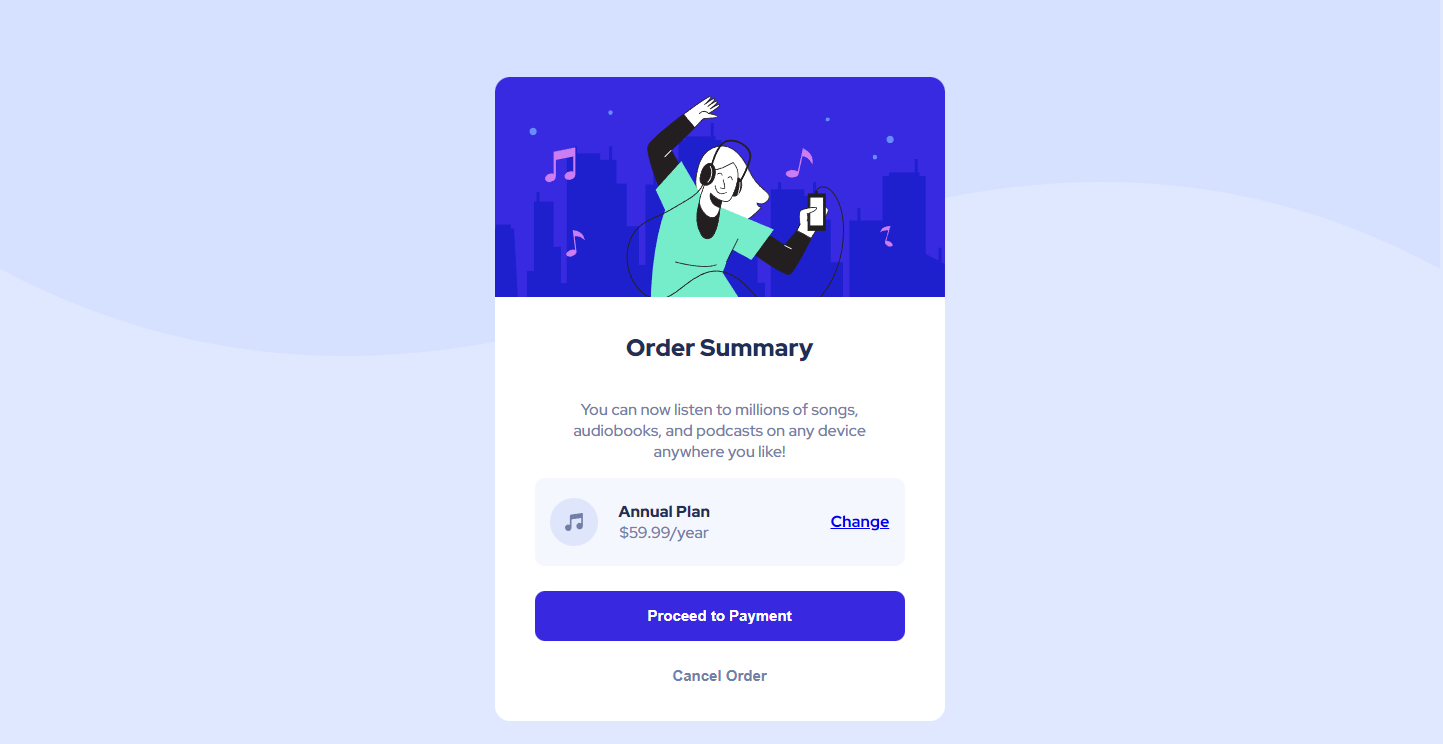 Order Summary
You can now listen to millions of songs,
audiobooks, and podcasts on any device
anywhere you like!
Annual Plan
$59.99/year
Change
Proceed to Payment
Cancel Order